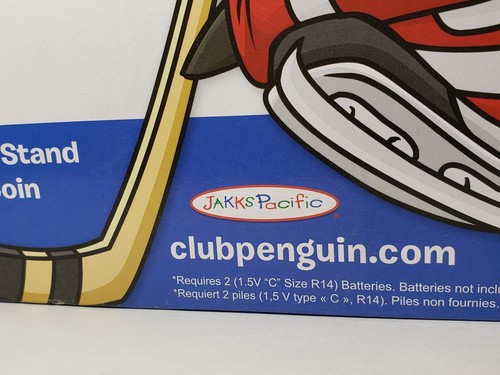 Stand
oin
JAKKS Pacific
clubpenguin.com
*Requires 2 (1.5V "C" Size R14) Batteries. Batteries not inclu
*Requiert 2 piles (1,5 V type « C », R14). Piles non fournies.